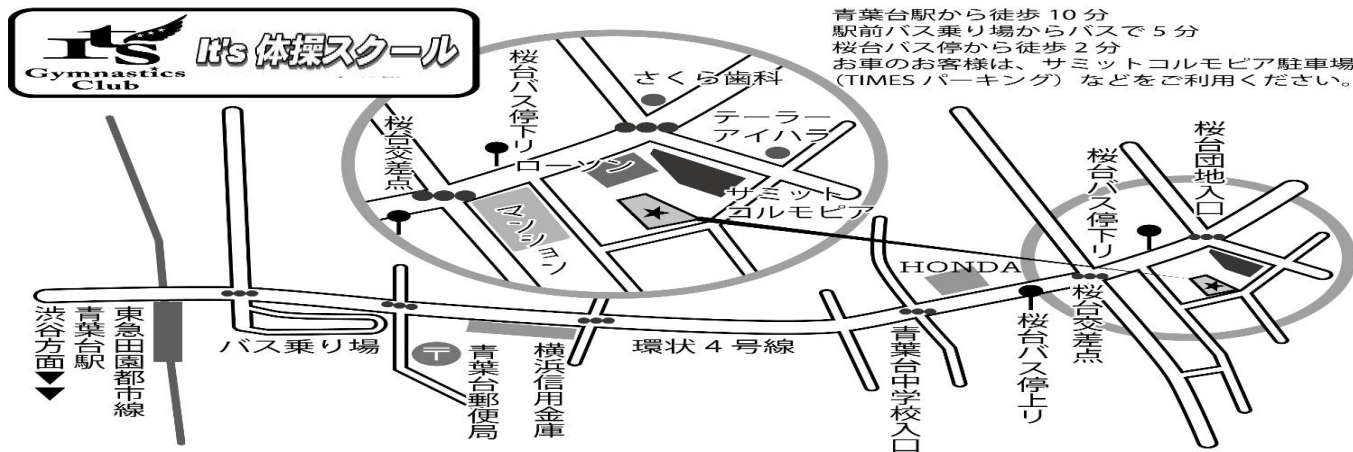 Its
Gymnastics
Club
It's 体操スクール
青葉台駅から徒歩 10 分
駅前バス乗り場からバスで 5 分
桜台バス停から徒歩 2 分
お車のお客様は、サミットコルモピア駐車場
(TIMES パーキング) などをご利用ください。
桜台バス停下り
さくら歯科
テーラー
アイハラ
桜台交差点
ローソン
サミット
コルモピア
マンション
桜台団地入口
桜台バス停下り
HONDA
桜台交差点
桜台バス停上り
青葉台中学校入口
環状 4 号線
横浜信用金庫
〒
青葉台郵便局
バス乗り場
東急田園都市線
青葉台駅
渋谷方面▼▼